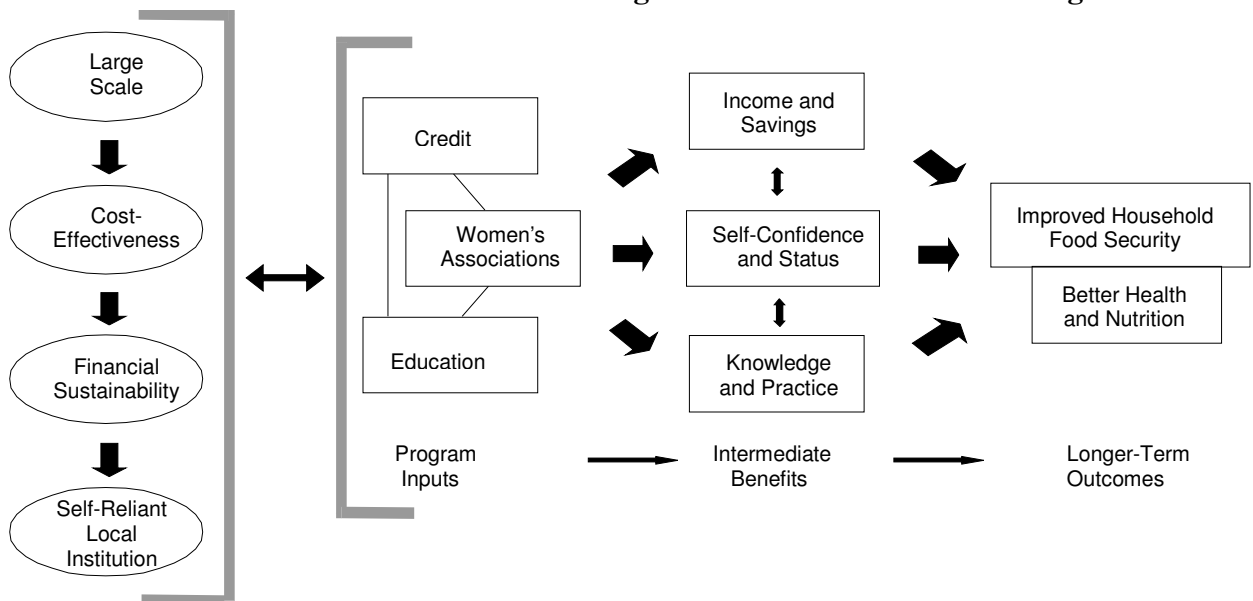 Large
Scale
Cost-
Effectiveness
Financial
Sustainability
Self-Reliant
Local
Institution
Credit
Women's
Associations
Education
Program
Inputs
Income and
Savings
Self-Confidence
and Status
Knowledge
and Practice
Intermediate
Benefits
Improved Household
Food Security
Better Health
and Nutrition
Longer-Term
Outcomes